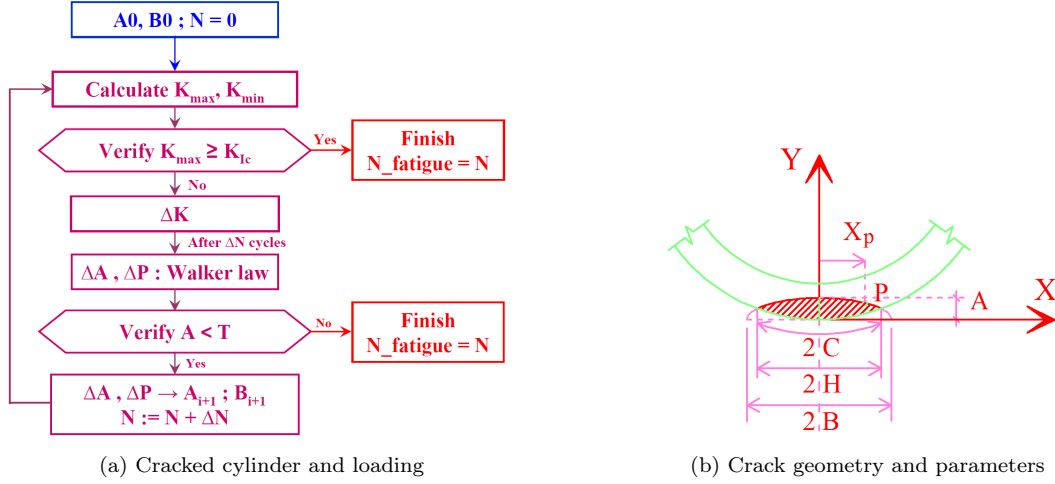 A0, B0 ; N = 0
Calculate Kmax, Kmin
Verify Kmax ≥ KIc
Yes
Finish
N_fatigue = N
No
ΔK
After ΔN cycles
ΔA , ΔP : Walker law
Verify A < T
No
Finish
N_fatigue = N
Yes
ΔA , ΔP → Ai+1 ; Bi+1
N := N + ΔN
(a) Cracked cylinder and loading
Y
Xp
P
X
A
2 C
2 H
2 B
(b) Crack geometry and parameters